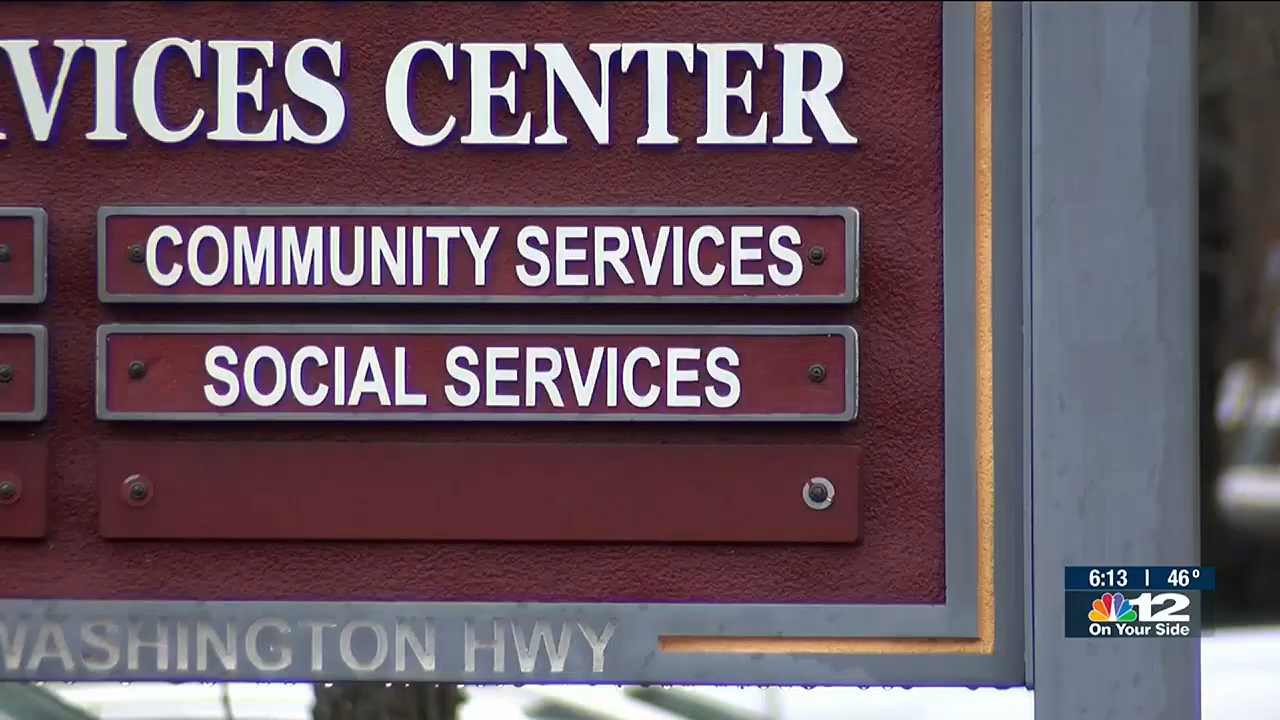 VICES CENTER
COMMUNITY SERVICES
SOCIAL SERVICES
WASHINGTON HWY
6:13 | 46°
12
On Your Side